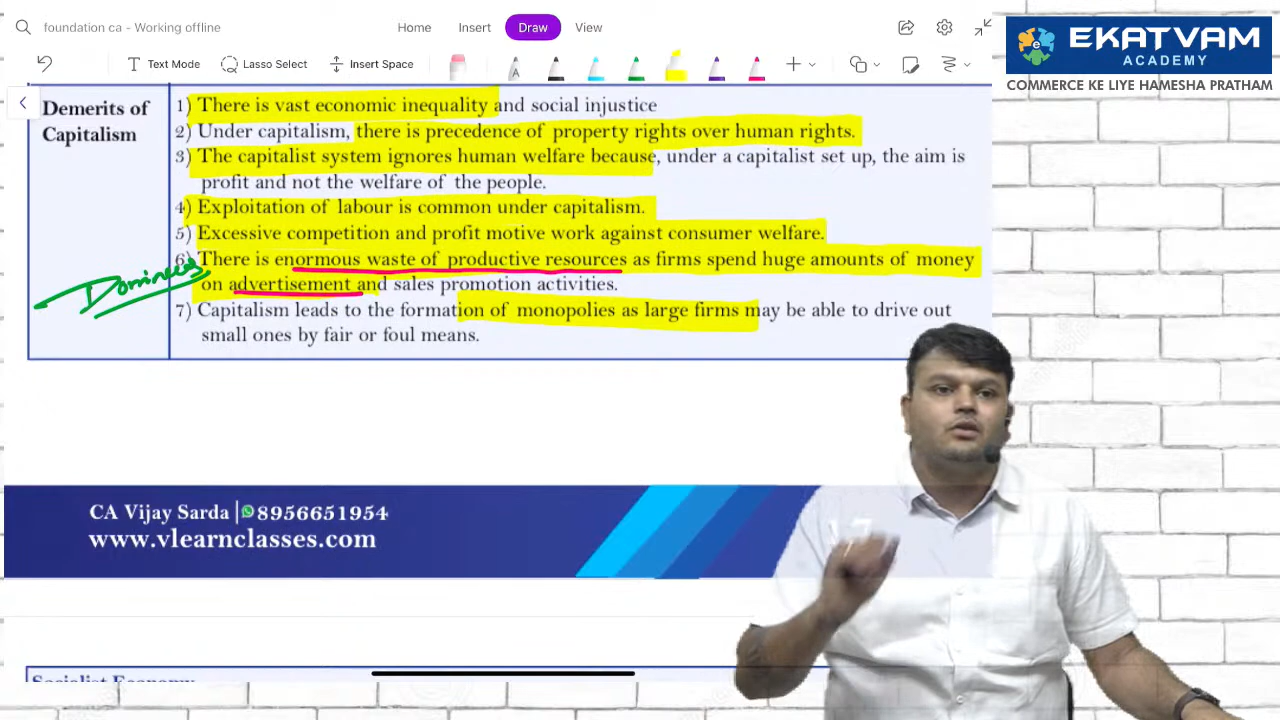 foundation ca - Working offline
Home
Insert
Draw
View
EKATVAM
ACADEMY
COMMERCE KE LIYE HAMESHA PRATHAM
Text Mode
Lasso Select
Insert Space
A
Demerits of
Capitalism
1) There is vast economic inequality and social injustice
2) Under capitalism, there is precedence of property rights over human rights.
3) The capitalist system ignores human welfare because, under a capitalist set up, the aim is
profit and not the welfare of the people.
4) Exploitation of labour is common under capitalism.
5) Excessive competition and profit motive work against consumer welfare.
6) There is enormous waste of productive resources as firms spend huge amounts of money
on advertisement and sales promotion activities.
7) Capitalism leads to the formation of monopolies as large firms may be able to drive out
small ones by fair or foul means.
CA Vijay Sarda | 8956651954
www.vlearnclasses.com
Socialist Economy